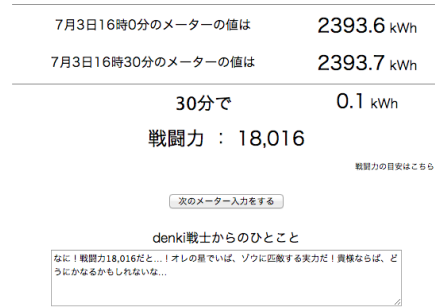 7月3日16時0分のメーターの値は 2393.6 kWh
7月3日16時30分のメーターの値は 2393.7 kWh
30分で 0.1 kWh
戦闘力 : 18,016
戦闘力の目安はこちら
次のメーター入力をする
denki戦士からのひとこと
なに！戦闘力18,016だと...！オレの星でいば、ゾウに匹敵する実力だ！貴様ならば、ど
うにかなるかもしれないな...